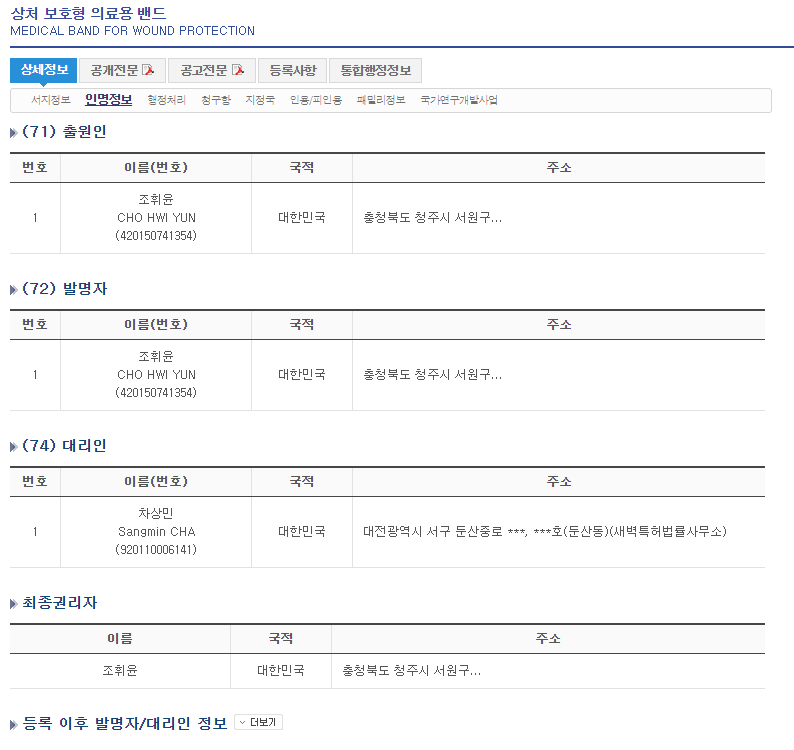 상처 보호형 의료용 밴드
MEDICAL BAND FOR WOUND PROTECTION
상세정보 공개전문 공고전문 등록사항 통합행정정보
서지정보 인명정보 행정처리 청구항 지정국 인용/피인용 패밀리정보 국가연구개발사업
(71) 출원인
번호 이름(번호) 국적 주소
조휘윤
1 CHO HWI YUN 대한민국 충청북도 청주시 서원구...
(420150741354)
(72) 발명자
번호 이름(번호) 국적 주소
조휘윤
1 CHO HWI YUN 대한민국 충청북도 청주시 서원구...
(420150741354)
(74) 대리인
번호 이름(번호) 국적 주소
차상민
1 Sangmin CHA 대한민국 대전광역시 서구 둔산중로 ***, ***호(둔산동)(새벽특허법률사무소)
(920110006141)
최종권리자
이름 국적 주소
조휘윤 대한민국 충청북도 청주시 서원구...
등록 이후 발명자/대리인 정보 더보기